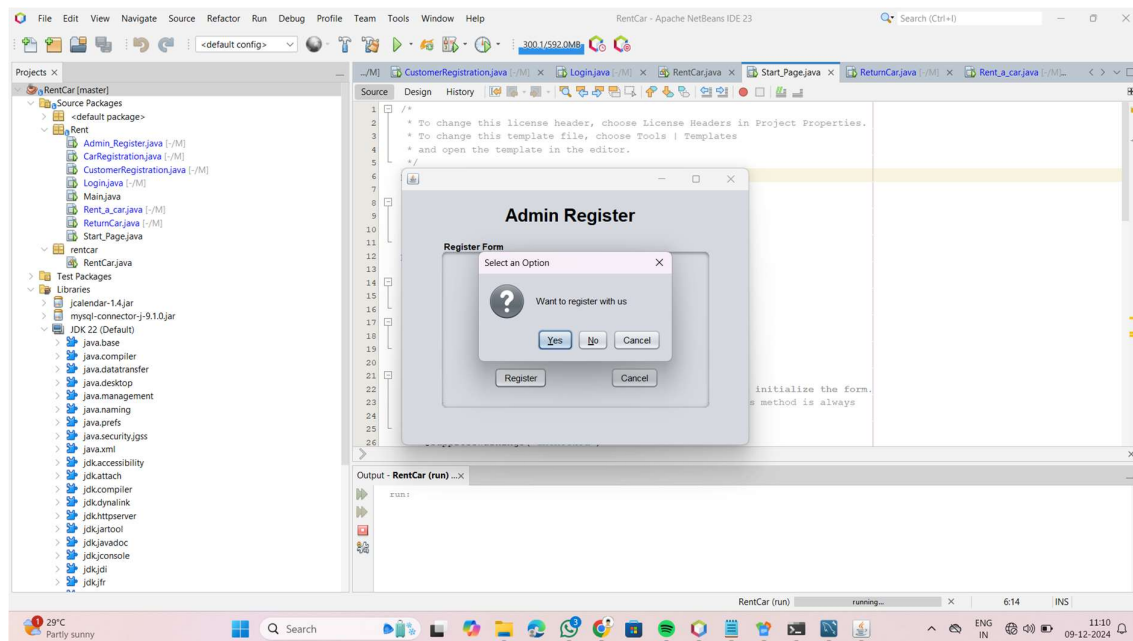 File Edit View Navigate Source Refactor Run Debug Profile Team Tools Window Help
RentCar - Apache NetBeans IDE 23
Search (Ctrl+I)
<default config>
300.1/592.0MB
Projects
RentCar [master]
Source Packages
<default package>
Rent
Admin_Register.java [-/M]
CarRegistration.java [-/M]
CustomerRegistration.java [-/M]
Login.java [-/M]
Main.java
Rent_a_car.java [-/M]
ReturnCar.java [-/M]
Start_Page.java
rentcar
RentCar.java
Test Packages
Libraries
jcalendar-1.4.jar
mysql-connector-j-9.1.0.jar
JDK 22 (Default)
java.base
java.compiler
java.datatransfer
java.desktop
java.management
java.naming
java.prefs
java.security.jgss
java.xml
jdk.accessibility
jdk.attach
jdk.compiler
jdk.dynalink
jdk.httpserver
jdk.jartool
jdk.javadoc
jdk.jconsole
jdk.jdi
jdk.jfr
.../M] CustomerRegistration.java [-/M] Login.java [-/M] RentCar.java Start_Page.java ReturnCar.java [-/M] Rent_a_car.java [-/M]...
Source Design History
1 /*
2 * To change this license header, choose License Headers in Project Properties.
3 * To change this template file, choose Tools | Templates
4 * and open the template in the editor.
5 */
6
7
8
9
10
11
12
13
14
15
16
17
18
19
20
21
22 initialize the form.
23 s method is always
24
25
26
Admin Register
Register Form
Select an Option
Want to register with us
Yes No Cancel
Register Cancel
Output - RentCar (run) ...
run:
RentCar (run) running... 6:14 INS
1
29°C
Partly sunny
Search
3
ENG
IN
11:10
09-12-2024